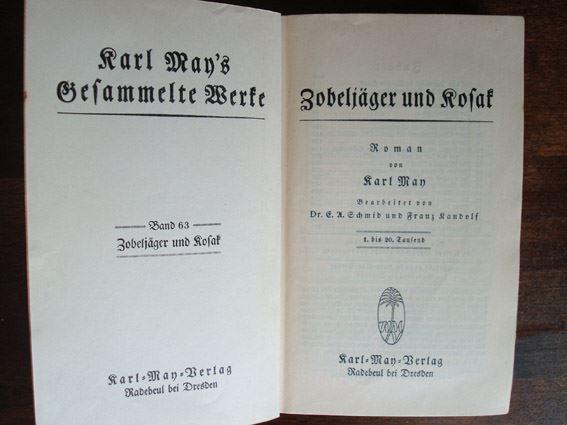 Karl May's
Gesammelte Werke
Band 63
Zobeljäger und Kosak
Karl-May-Verlag
Radebeul bei Dresden
Zobeljäger und Kosak
Roman
von
Karl May
Bearbeitet von
Dr. E. A. Schmid und Franz Kandolf
1. bis 20. Tausend
Karl-May-Verlag
Radebeul bei Dresden